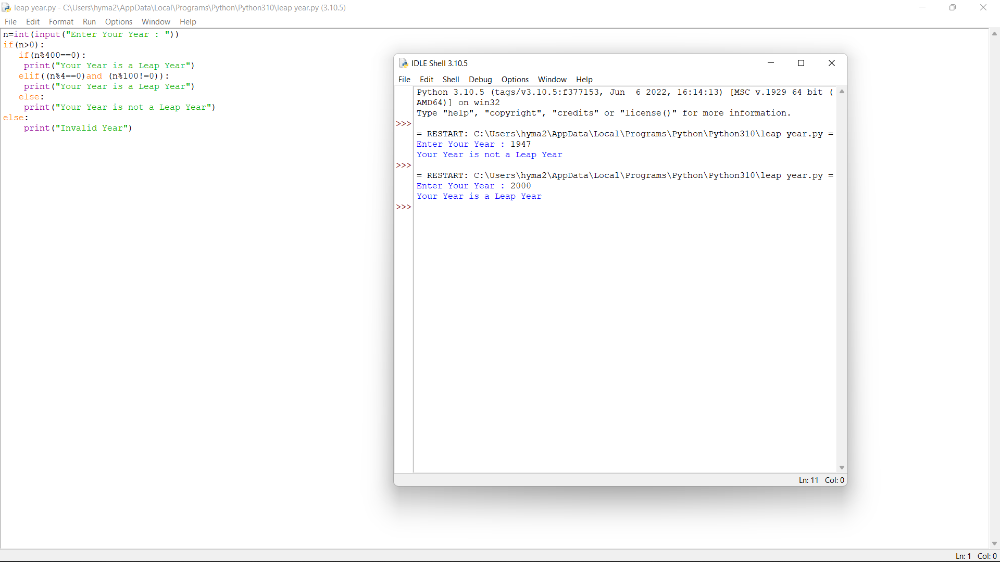 leap year.py - C:\Users\hyma2\AppData\Local\Programs\Python\Python310\leap year.py (3.10.5)
File Edit Format Run Options Window Help
n=int(input("Enter Your Year : "))
if(n>0):
   if(n%400==0):
    print("Your Year is a Leap Year")
   elif((n%4==0)and (n%100!=0)):
    print("Your Year is a Leap Year")
   else:
    print("Your Year is not a Leap Year")
else:
    print("Invalid Year")
IDLE Shell 3.10.5
File Edit Shell Debug Options Window Help
Python 3.10.5 (tags/v3.10.5:f377153, Jun  6 2022, 16:14:13) [MSC v.1929 64 bit (
AMD64)] on win32
Type "help", "copyright", "credits" or "license()" for more information.
>>>
= RESTART: C:\Users\hyma2\AppData\Local\Programs\Python\Python310\leap year.py =
Enter Your Year : 1947
Your Year is not a Leap Year
>>>
= RESTART: C:\Users\hyma2\AppData\Local\Programs\Python\Python310\leap year.py =
Enter Your Year : 2000
Your Year is a Leap Year
>>>
Ln: 11 Col: 0
Ln: 1 Col: 0